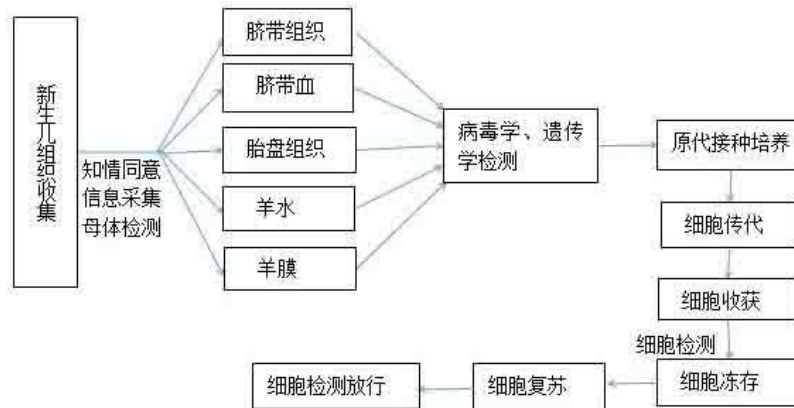 新生儿组织收集
知情同意
信息采集
母体检测
脐带组织
脐带血
胎盘组织
羊水
羊膜
病毒学、遗传
学检测
原代接种培养
细胞传代
细胞收获
细胞检测
细胞冻存
细胞复苏
细胞检测放行